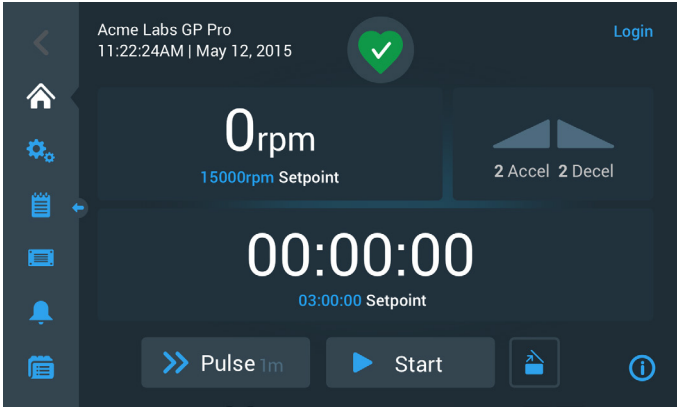 Acme Labs GP Pro
11:22:24AM | May 12, 2015
Login
0rpm
15000rpm Setpoint
2 Accel 2 Decel
00:00:00
03:00:00 Setpoint
Pulse 1m
Start